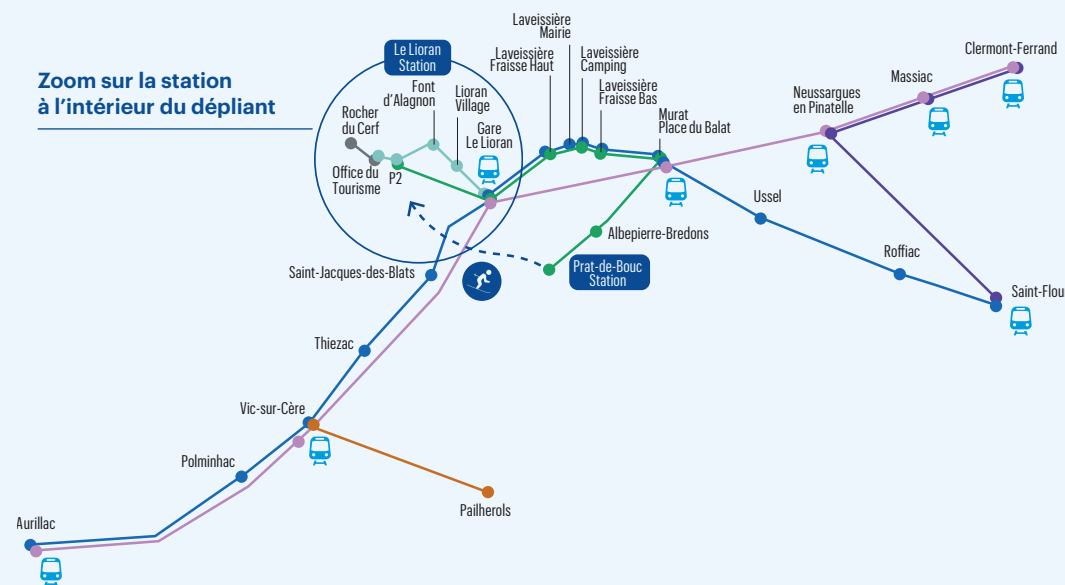 Zoom sur la station
à l'intérieur du dépliant
Le Lioran
Station
Rocher
du Cerf
Office du
Tourisme
P2
Font
d'Alagnon
Lioran
Village
Gare
Le Lioran
Laveissière
Fraisse Haut
Laveissière
Mairie
Laveissière
Camping
Laveissière
Fraisse Bas
Murat
Place du Balat
Neussargues
en Pinatelle
Massiac
Clermont-Ferrand
Ussel
Roffiac
Saint-Flour
Albepierre-Bredons
Prat-de-Bouc
Station
Saint-Jacques-des-Blats
Thiezac
Vic-sur-Cère
Polminhac
Pailherols
Aurillac